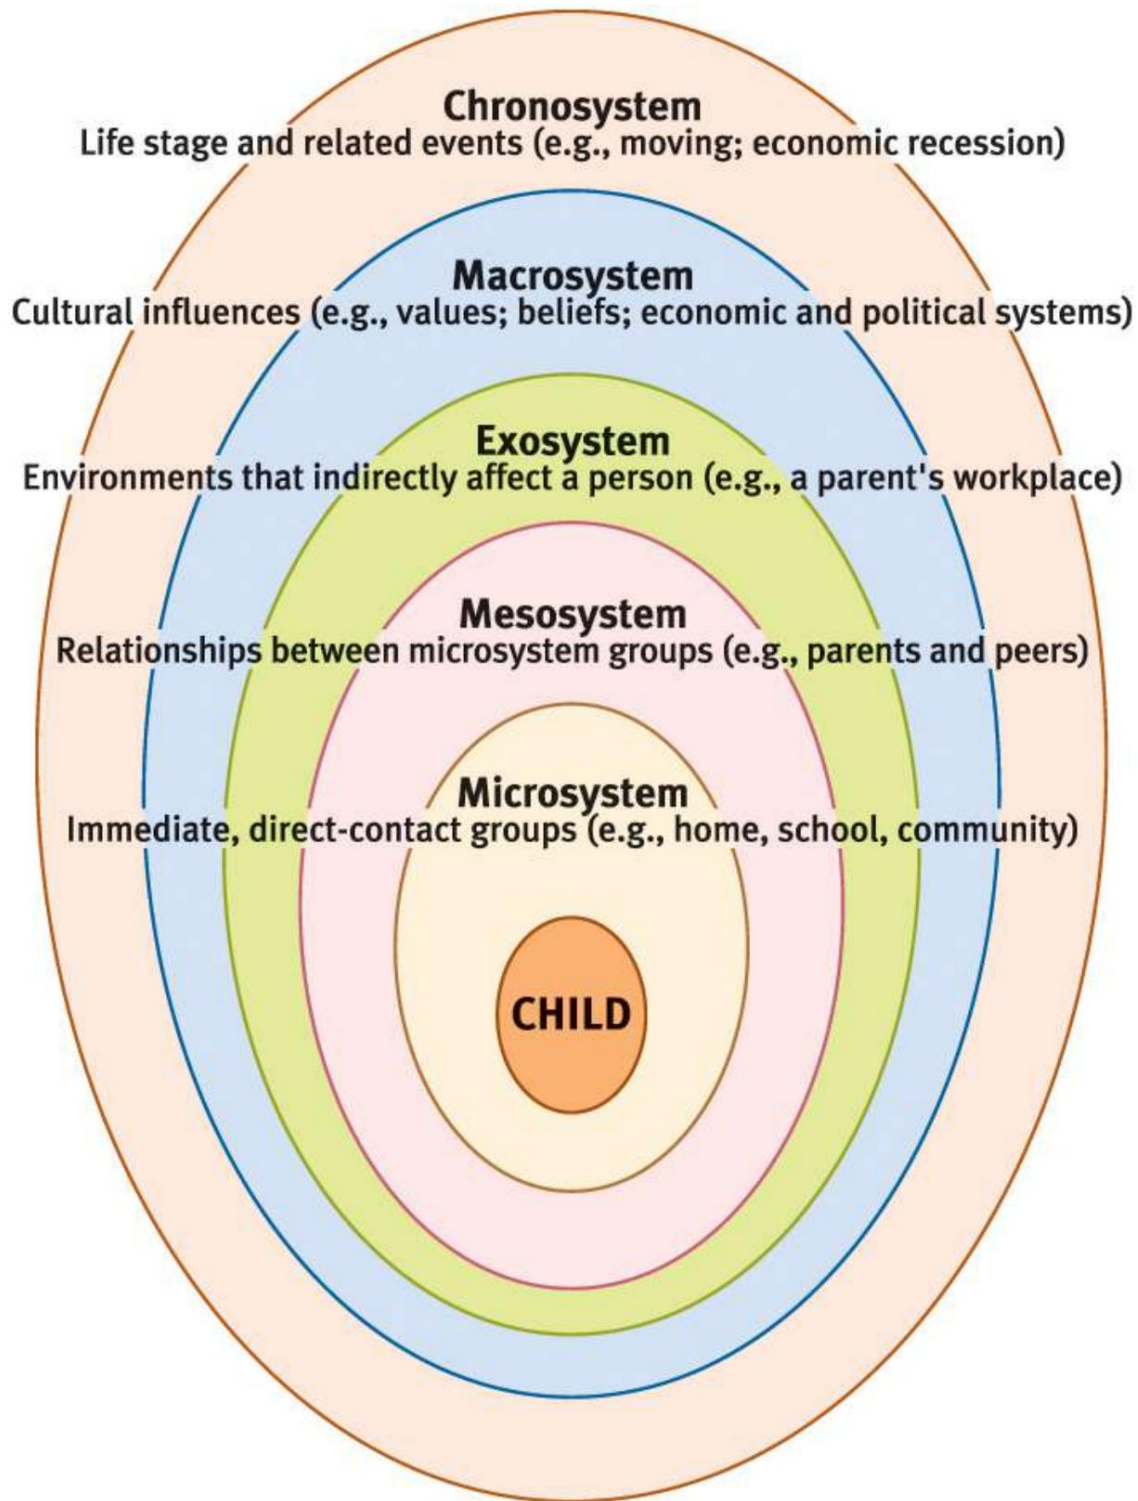 Chronosystem
Life stage and related events (e.g., moving; economic recession)
Macrosystem
Cultural influences (e.g., values; beliefs; economic and political systems)
Exosystem
Environments that indirectly affect a person (e.g., a parent's workplace)
Mesosystem
Relationships between microsystem groups (e.g., parents and peers)
Microsystem
Immediate, direct-contact groups (e.g., home, school, community)
CHILD